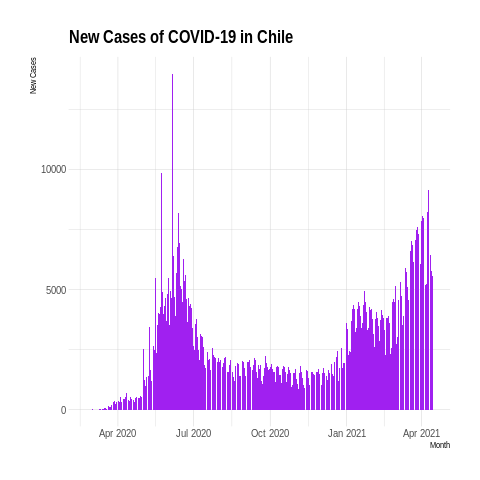 New Cases of COVID-19 in Chile
New Cases
10000
5000
0
Apr 2020 Jul 2020 Oct 2020 Jan 2021 Apr 2021
Month